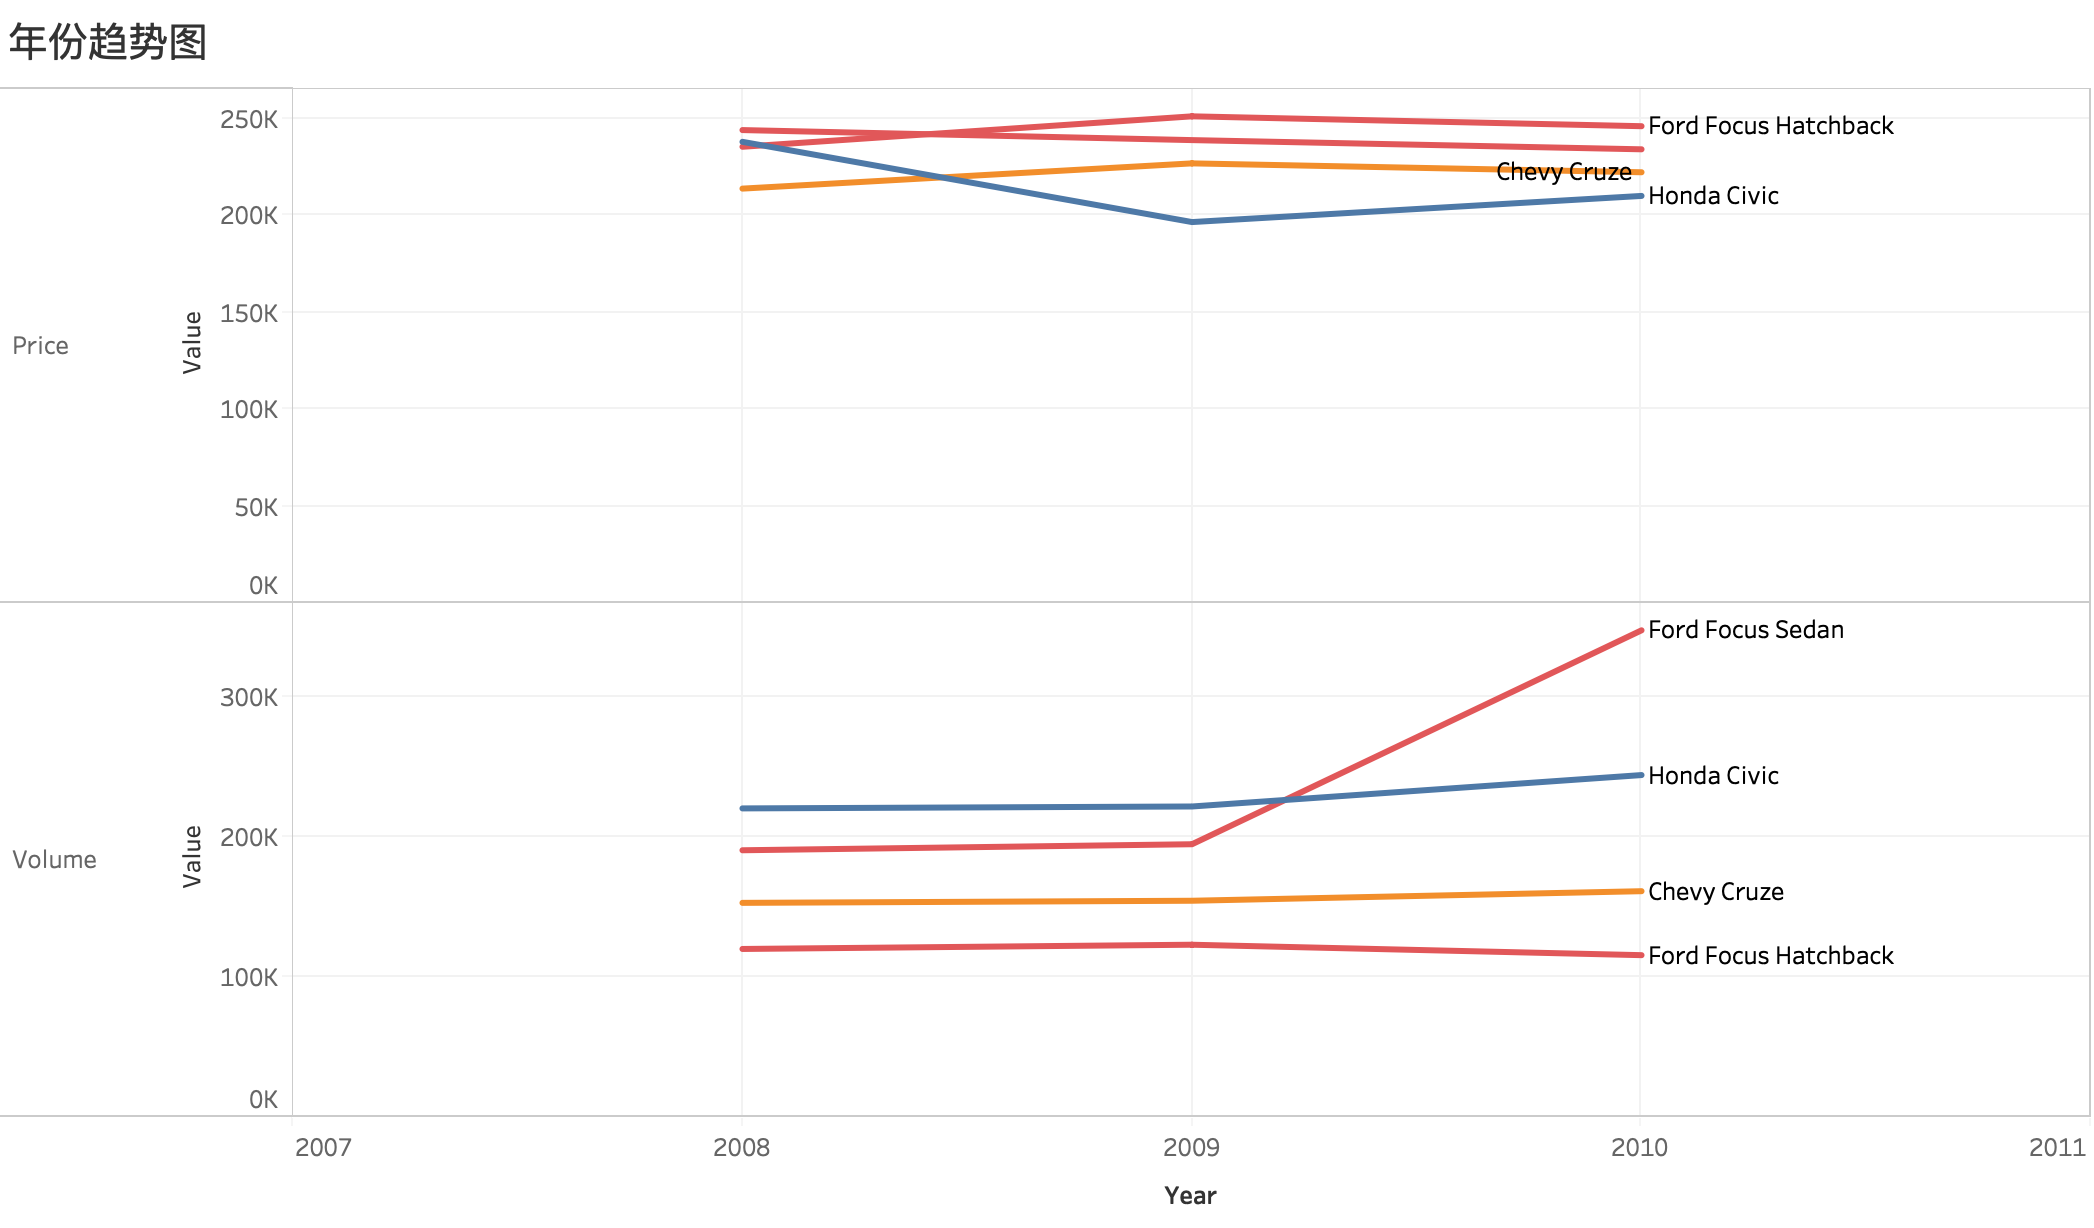 年份趋势图
Price
Value
250K
200K
150K
100K
50K
0K
Ford Focus Hatchback
Chevy Cruze
Honda Civic
Volume
Value
300K
200K
100K
0K
Ford Focus Sedan
Honda Civic
Chevy Cruze
Ford Focus Hatchback
2007 2008 2009 2010 2011
Year